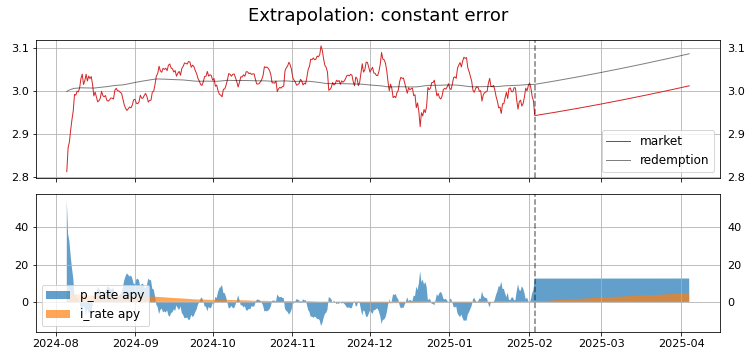 Extrapolation: constant error
3.1 3.1
3.0 3.0
2.9 2.9
2.8 2.8
market
redemption
40 40
20 20
0 0
p_rate apy
i_rate apy
2024-08 2024-09 2024-10 2024-11 2024-12 2025-01 2025-02 2025-03 2025-04